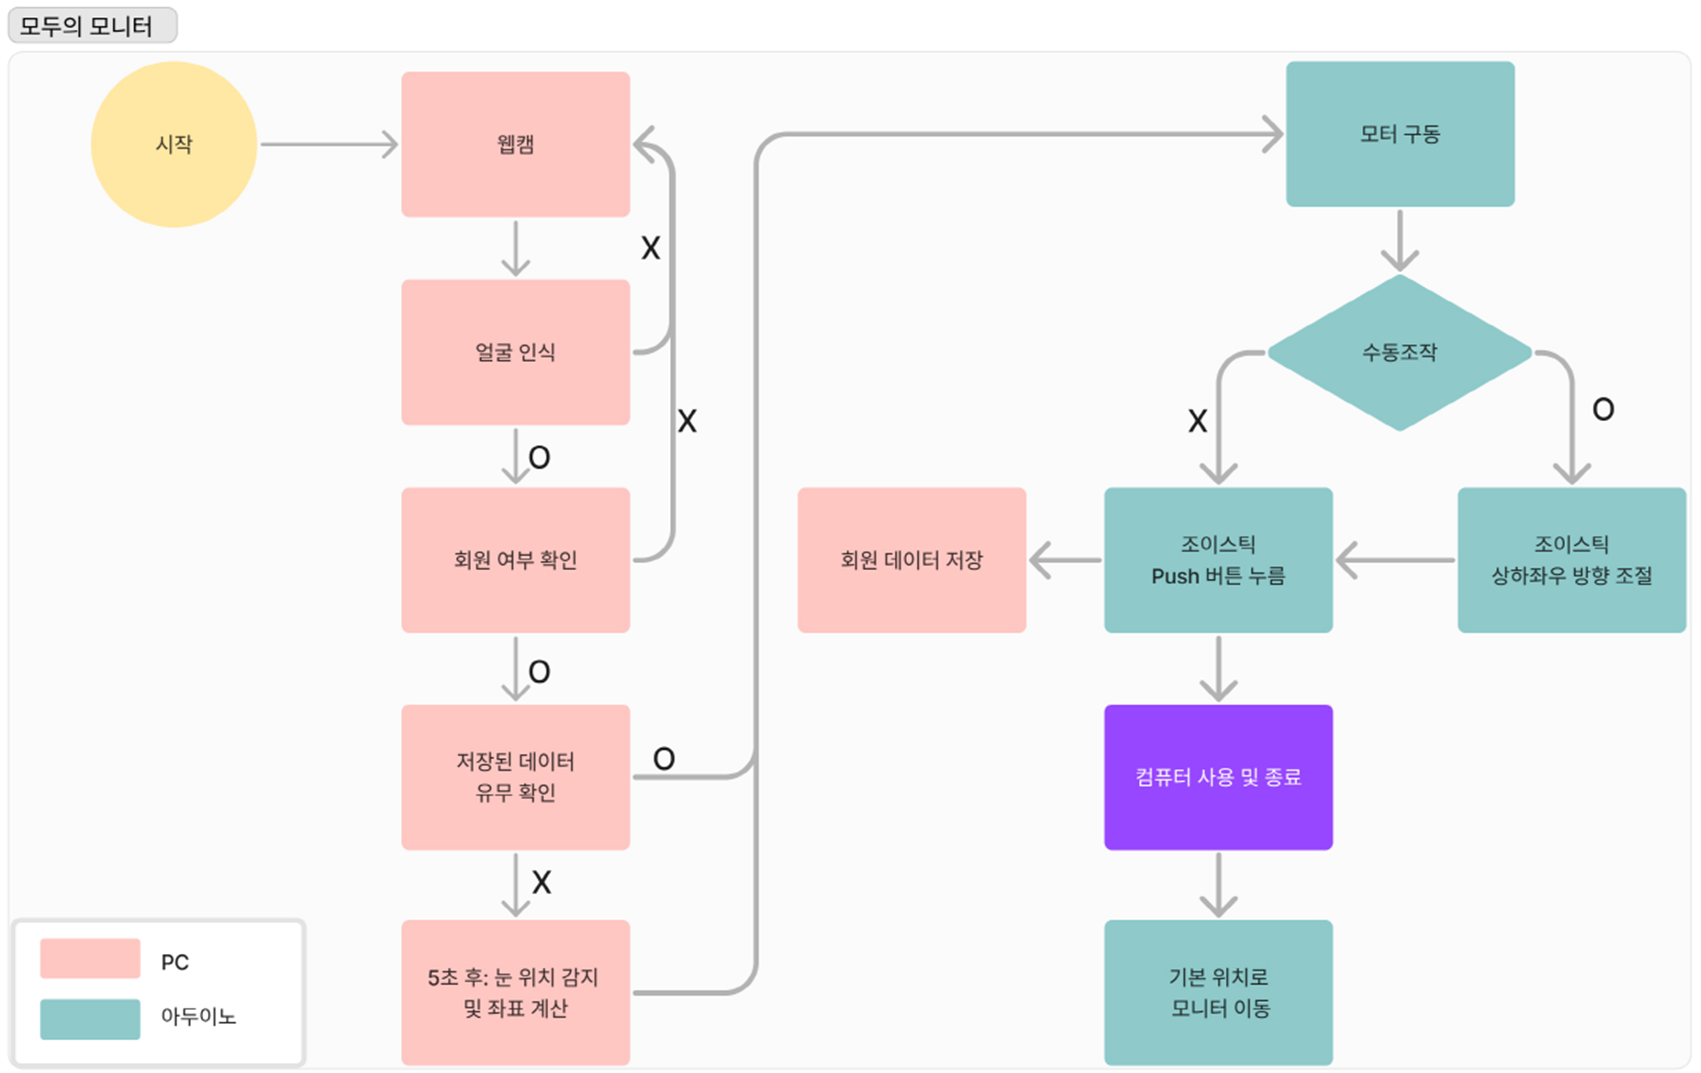 모두의 모니터
시작
웹캠
X
얼굴 인식
O
X
회원 여부 확인
O
저장된 데이터
유무 확인
O
X
5초 후: 눈 위치 감지
및 좌표 계산
모터 구동
수동조작
X
O
회원 데이터 저장
조이스틱
Push 버튼 누름
조이스틱
상하좌우 방향 조절
컴퓨터 사용 및 종료
기본 위치로
모니터 이동
PC
아두이노